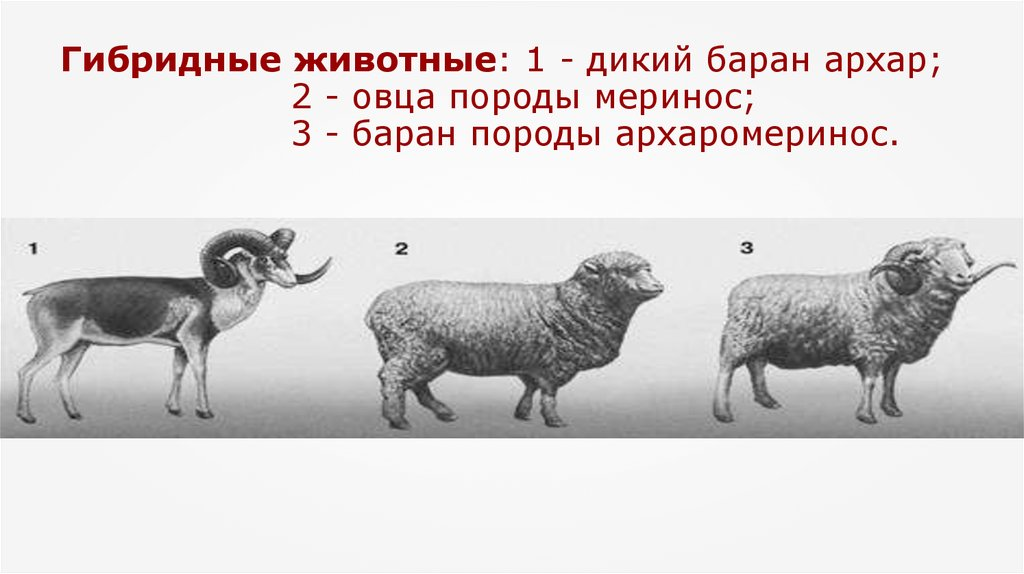 Гибридные животные: 1 - дикий баран архар;
2 - овца породы меринос;
3 - баран породы архаромеринос.
1 2 3